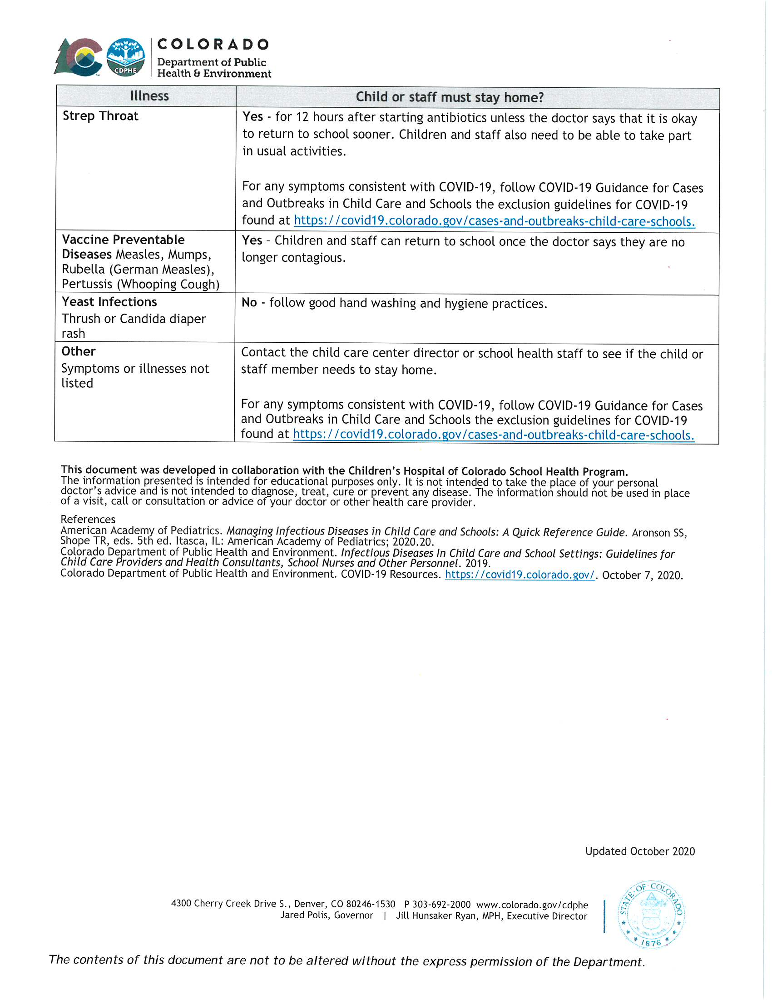 COLORADO
Department of Public
Health & Environment
CDPHE
Illness
Child or staff must stay home?
Strep Throat
Yes - for 12 hours after starting antibiotics unless the doctor says that it is okay
to return to school sooner. Children and staff also need to be able to take part
in usual activities.
For any symptoms consistent with COVID-19, follow COVID-19 Guidance for Cases
and Outbreaks in Child Care and Schools the exclusion guidelines for COVID-19
found at https://covid19.colorado.gov/cases-and-outbreaks-child-care-schools.
Vaccine Preventable
Diseases Measles, Mumps,
Rubella (German Measles),
Pertussis (Whooping Cough)
Yes - Children and staff can return to school once the doctor says they are no
longer contagious.
Yeast Infections
Thrush or Candida diaper
rash
No - follow good hand washing and hygiene practices.
Other
Symptoms or illnesses not
listed
Contact the child care center director or school health staff to see if the child or
staff member needs to stay home.
For any symptoms consistent with COVID-19, follow COVID-19 Guidance for Cases
and Outbreaks in Child Care and Schools the exclusion guidelines for COVID-19
found at https://covid19.colorado.gov/cases-and-outbreaks-child-care-schools.
This document was developed in collaboration with the Children's Hospital of Colorado School Health Program.
The information presented is intended for educational purposes only. It is not intended to take the place of your personal
doctor's advice and is not intended to diagnose, treat, cure or prevent any disease. The information should not be used in place
of a visit, call or consultation or advice of your doctor or other health care provider.
References
American Academy of Pediatrics. Managing Infectious Diseases in Child Care and Schools: A Quick Reference Guide. Aronson SS,
Shope TR, eds. 5th ed. Itasca, IL: American Academy of Pediatrics; 2020.20.
Colorado Department of Public Health and Environment. Infectious Diseases In Child Care and School Settings: Guidelines for
Child Care Providers and Health Consultants, School Nurses and Other Personnel. 2019.
Colorado Department of Public Health and Environment. COVID-19 Resources. https://covid19.colorado.gov/. October 7, 2020.
Updated October 2020
4300 Cherry Creek Drive S., Denver, CO 80246-1530 P 303-692-2000 www.colorado.gov/cdphe
Jared Polis, Governor | Jill Hunsaker Ryan, MPH, Executive Director
STATE OF COLORADO
1876
The contents of this document are not to be altered without the express permission of the Department.